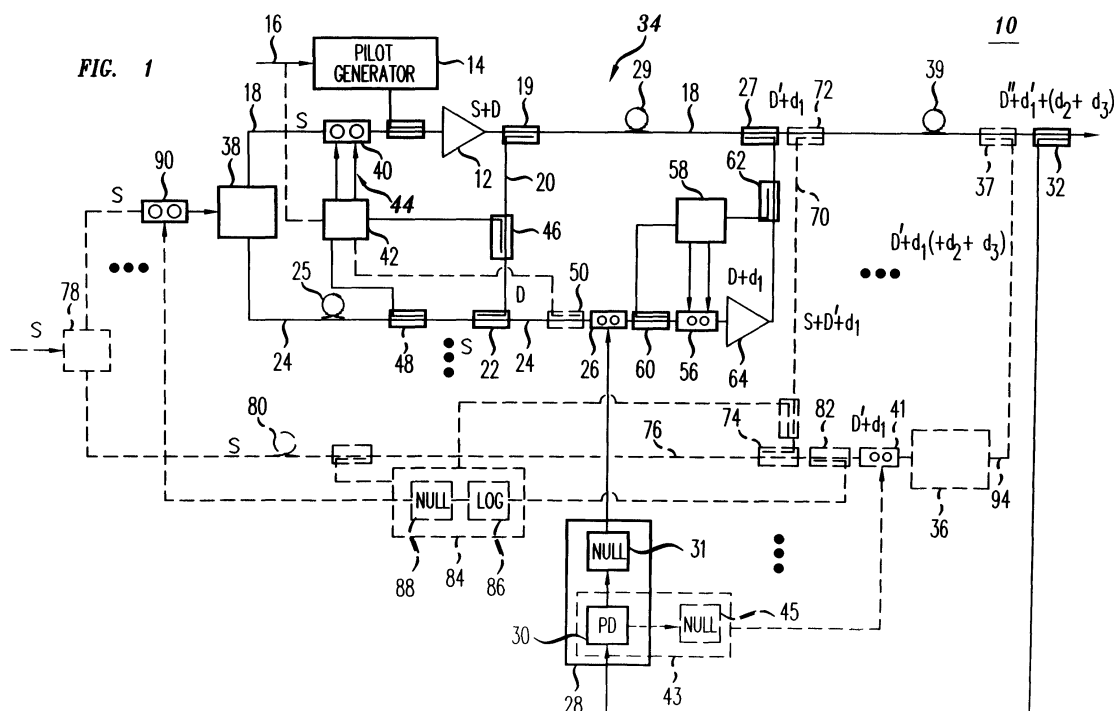 FIG. 1
16
PILOT
GENERATOR
14
34
10
29
39
18
S
S+D
19
18
27
D'+d1
72
D"+d'1+(d2+ d3)
40
12
62
37
32
38
90
S
44
20
58
70
42
46
D'+d1(+d2+ d3)
25
D
50
D+d1
S+D'+d1
78
S
24
48
S
22
24
26
60
56
64
80
S
74
82
D'+d1
41
76
NULL
LOG
36
94
88
84
86
NULL
31
30
PD
NULL
45
28
43